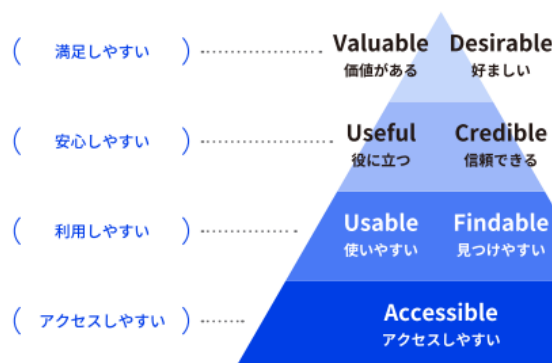 (満足しやすい)
Valuable Desirable
価値がある 好ましい
(安心しやすい)
Useful Credible
役に立つ 信頼できる
(利用しやすい)
Usable Findable
使いやすい 見つけやすい
(アクセスしやすい)
Accessible
アクセスしやすい